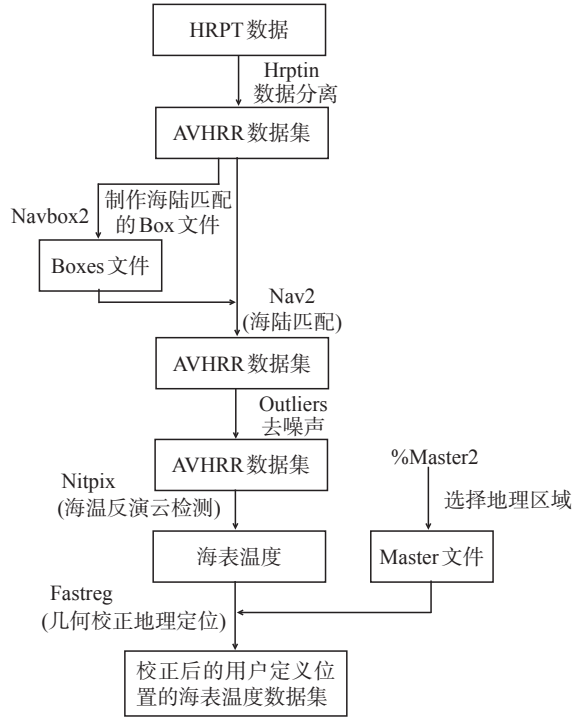 HRPT数据
Hrptin
数据分离
AVHRR数据集
制作海陆匹配
的Box文件
Navbox2
Boxes文件
Nav2
(海陆匹配)
AVHRR数据集
Outliers
去噪声
AVHRR数据集
%Master2
Nitpix
(海温反演云检测)
选择地理区域
海表温度
Master文件
Fastreg
(几何校正地理定位)
校正后的用户定义位
置的海表温度数据集